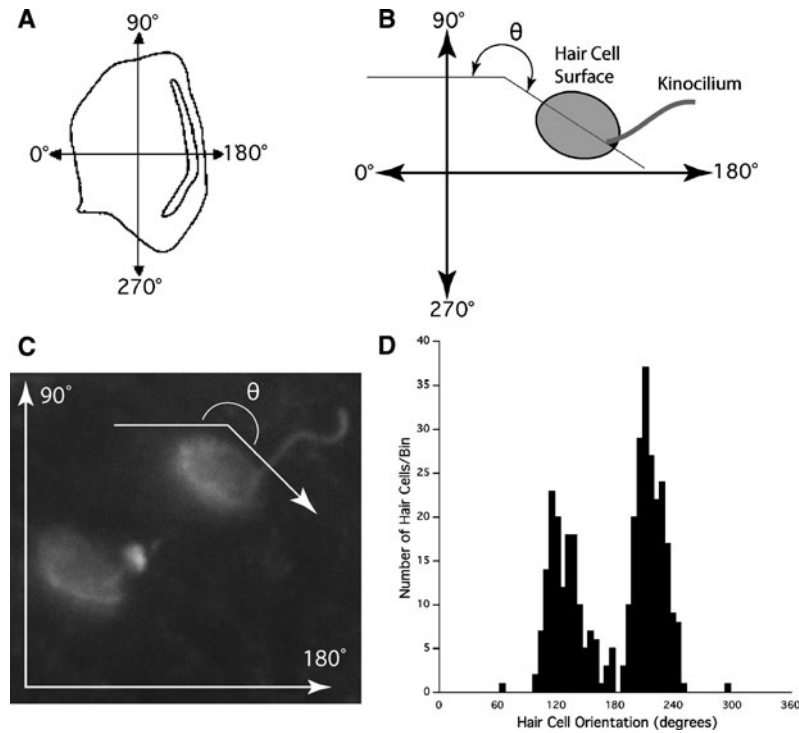 A
90°
0°
180°
270°
B
90°
θ
Hair Cell
Surface
Kinocilium
0°
180°
270°
C
90°
θ
180°
D
40
35
30
25
20
15
10
5
0
Number of Hair Cells/Bin
0 60 120 180 240 300 360
Hair Cell Orientation (degrees)